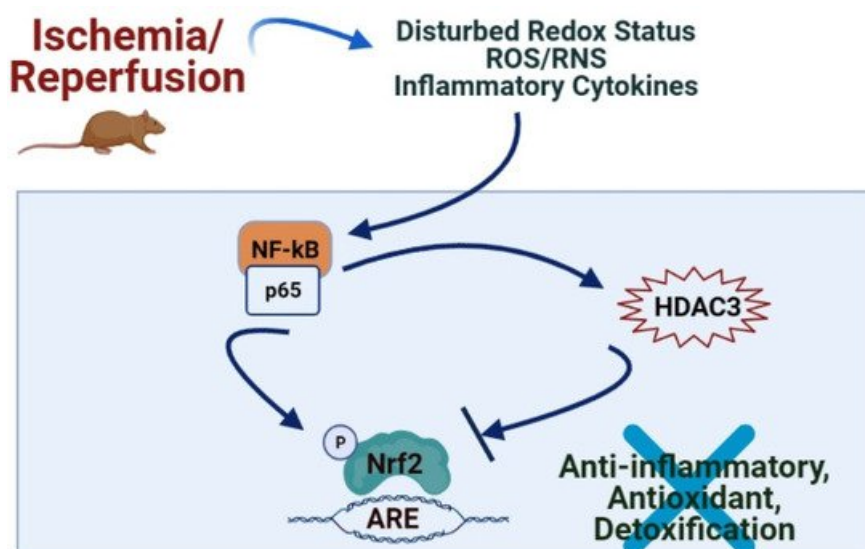 Ischemia/
Reperfusion
Disturbed Redox Status
ROS/RNS
Inflammatory Cytokines
NF-kB
p65
HDAC3
P
Nrf2
ARE
Anti-inflammatory,
Antioxidant,
Detoxification